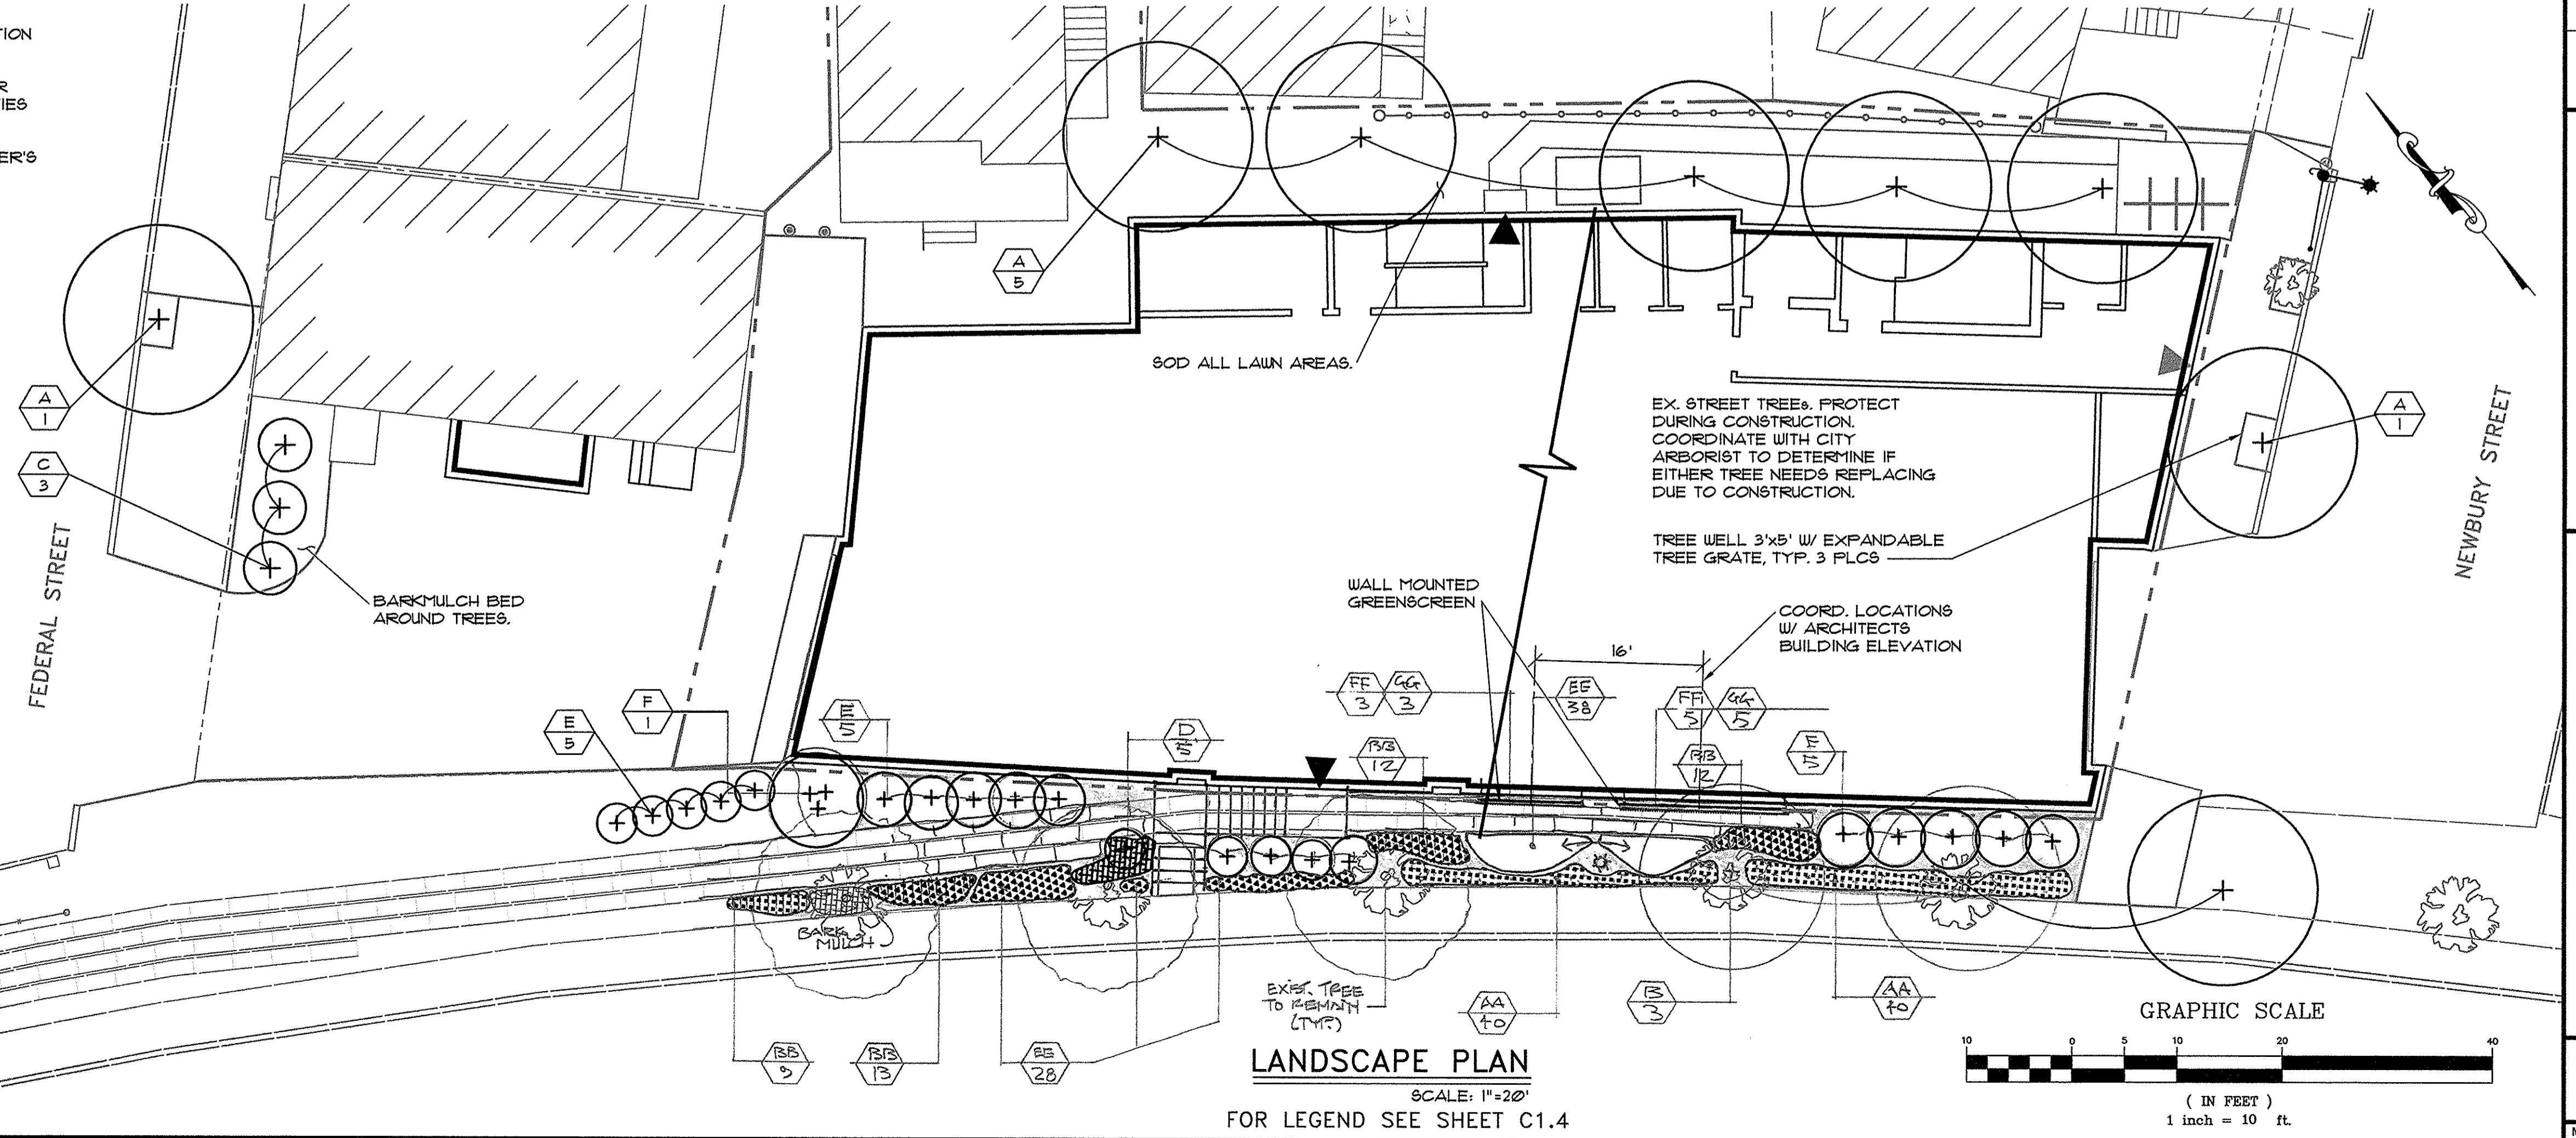 TION
R
TIES
ER'S
A
5
A
1
C
3
SOD ALL LAWN AREAS.
EX. STREET TREEs. PROTECT
DURING CONSTRUCTION.
COORDINATE WITH CITY
ARBORIST TO DETERMINE IF
EITHER TREE NEEDS REPLACING
DUE TO CONSTRUCTION.
A
1
NEWBURY STREET
TREE WELL 3'x5' W/ EXPANDABLE
TREE GRATE, TYP. 3 PLCS
FEDERAL STREET
BARKMULCH BED
AROUND TREES.
WALL MOUNTED
GREENSCREEN
COORD. LOCATIONS
W/ ARCHITECTS
BUILDING ELEVATION
16'
FF
3
GG
3
EE
38
FF
5
GG
5
F
1
E
5
E
5
D
5
BB
12
BB
12
E
5
BARK
MULCH
EXIST. TREE
TO REMAIN
(TYP.)
AA
40
B
3
AA
40
BB
9
BB
13
EE
28
LANDSCAPE PLAN
SCALE: 1"=20'
FOR LEGEND SEE SHEET C1.4
GRAPHIC SCALE
10 0 5 10 20 40
( IN FEET )
1 inch = 10 ft.